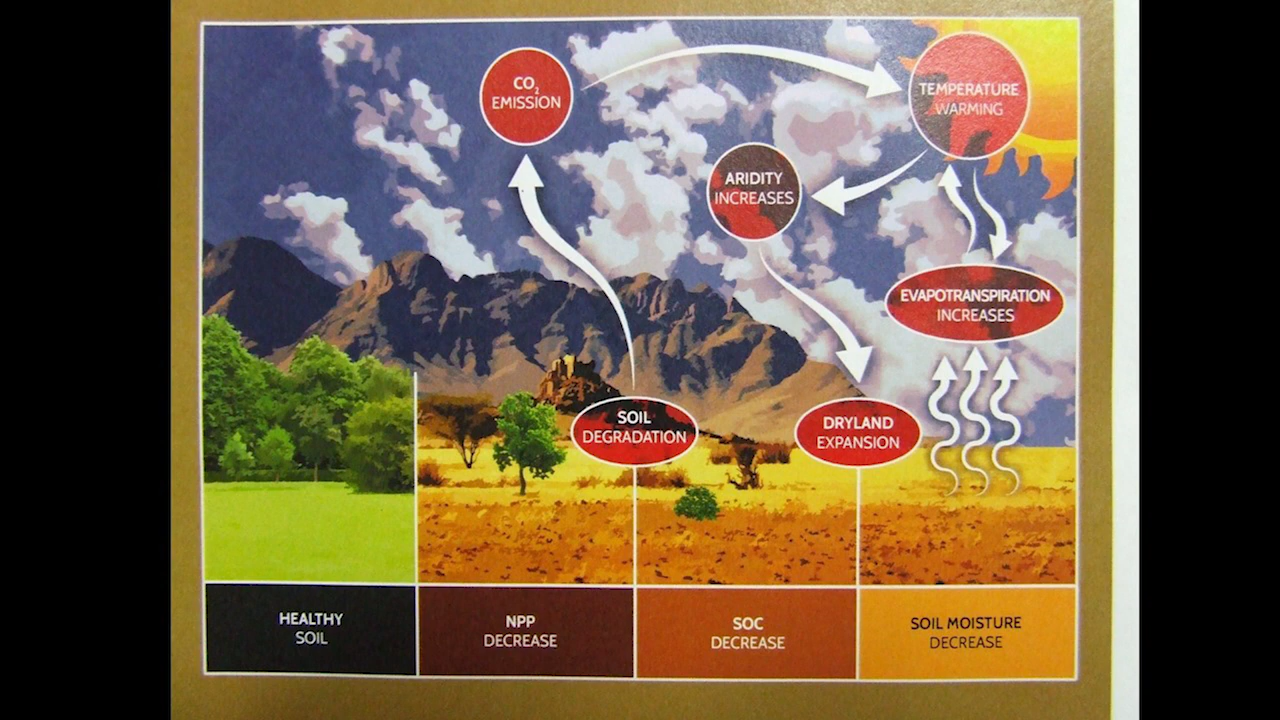 CO₂
EMISSION
TEMPERATURE
WARMING
ARIDITY
INCREASES
EVAPOTRANSPIRATION
INCREASES
SOIL
DEGRADATION
DRYLAND
EXPANSION
HEALTHY
SOIL
NPP
DECREASE
SOC
DECREASE
SOIL MOISTURE
DECREASE